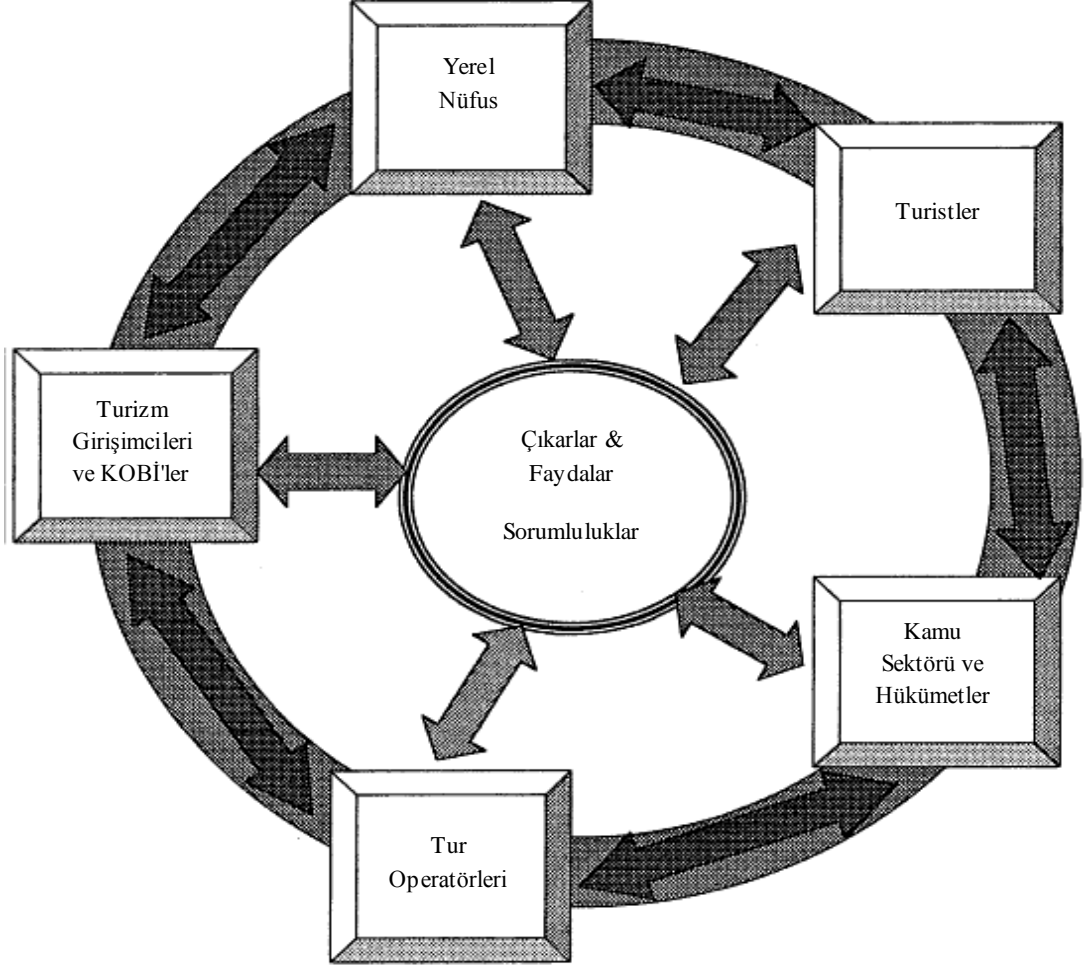 Yerel
Nüfus
Turistler
Turizm
Girişimcileri
ve KOBİ'ler
Çıkarlar &
Faydalar
Sorumluluklar
Kamu
Sektörü ve
Hükümetler
Tur
Operatörleri